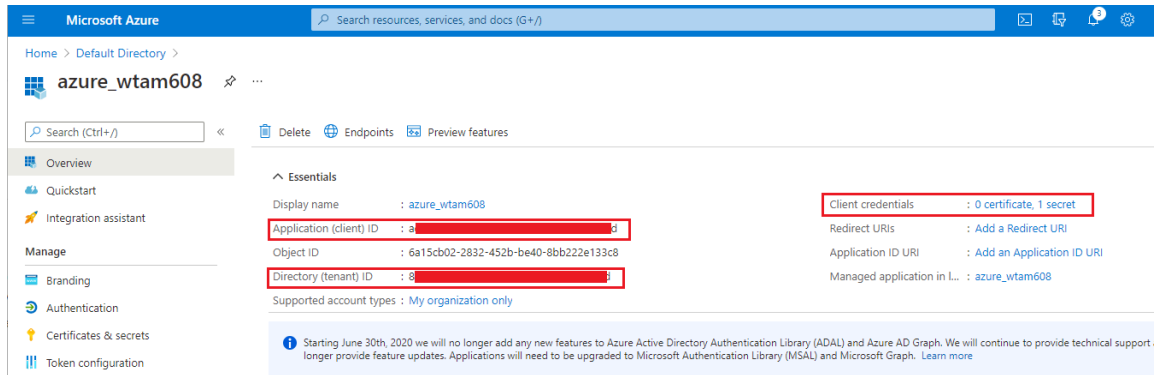 Microsoft Azure
Search resources, services, and docs (G+/)
3
Home > Default Directory >
azure_wtam608
...
Search (Ctrl+/)
«
Delete
Endpoints
Preview features
Overview
Quickstart
Integration assistant
Manage
Branding
Authentication
Certificates & secrets
Token configuration
Essentials
Display name : azure_wtam608
Application (client) ID : a d
Object ID : 6a15cb02-2832-452b-be40-8bb222e133c8
Directory (tenant) ID : 8
Supported account types : My organization only
Client credentials : 0 certificate, 1 secret
Redirect URIs : Add a Redirect URI
Application ID URI : Add an Application ID URI
Managed application in l... : azure_wtam608
Starting June 30th, 2020 we will no longer add any new features to Azure Active Directory Authentication Library (ADAL) and Azure AD Graph. We will continue to provide technical support
longer provide feature updates. Applications will need to be upgraded to Microsoft Authentication Library (MSAL) and Microsoft Graph. Learn more